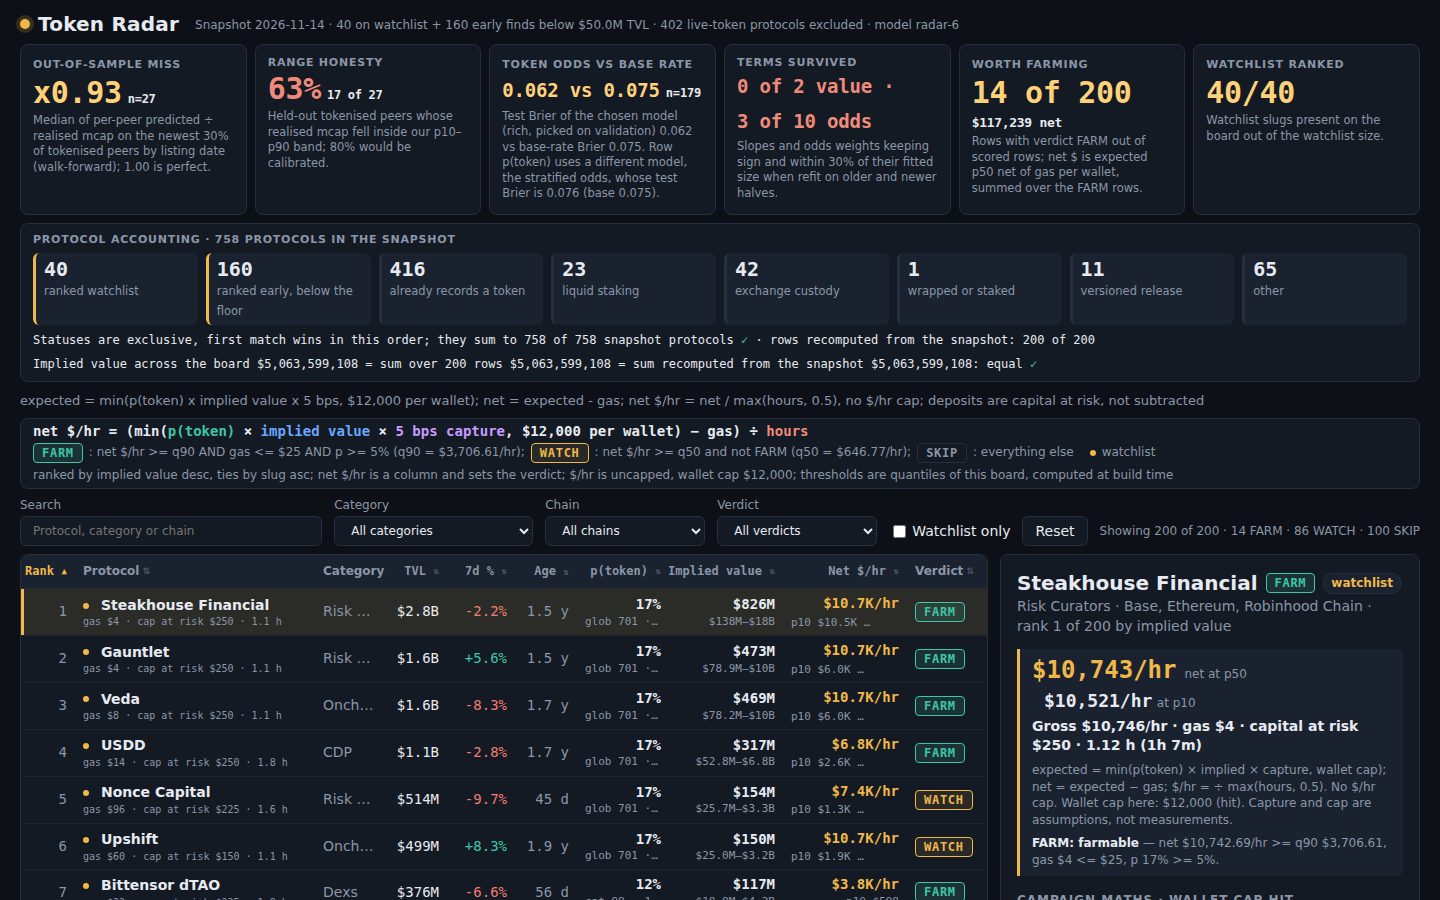 Token Radar Snapshot 2026-11-14 · 40 on watchlist + 160 early finds below $50.0M TVL · 402 live-token protocols excluded · model radar-6
OUT-OF-SAMPLE MISS
x0.93 n=27
Median of per-peer predicted ÷
realised mcap on the newest 30%
of tokenised peers by listing date
(walk-forward); 1.00 is perfect.
RANGE HONESTY
63% 17 of 27
Held-out tokenised peers whose
realised mcap fell inside our p10–
p90 band; 80% would be
calibrated.
TOKEN ODDS VS BASE RATE
0.062 vs 0.075 n=179
Test Brier of the chosen model
(rich, picked on validation) 0.062
vs base-rate Brier 0.075. Row
p(token) uses a different model,
the stratified odds, whose test
Brier is 0.076 (base 0.075).
TERMS SURVIVED
0 of 2 value ·
3 of 10 odds
Slopes and odds weights keeping
sign and within 30% of their fitted
size when refit on older and newer
halves.
WORTH FARMING
14 of 200
$117,239 net
Rows with verdict FARM out of
scored rows; net $ is expected
p50 net of gas per wallet,
summed over the FARM rows.
WATCHLIST RANKED
40/40
Watchlist slugs present on the
board out of the watchlist size.
PROTOCOL ACCOUNTING · 758 PROTOCOLS IN THE SNAPSHOT
40
ranked watchlist
160
ranked early, below the
floor
416
already records a token
23
liquid staking
42
exchange custody
1
wrapped or staked
11
versioned release
65
other
Statuses are exclusive, first match wins in this order; they sum to 758 of 758 snapshot protocols ✓ · rows recomputed from the snapshot: 200 of 200
Implied value across the board $5,063,599,108 = sum over 200 rows $5,063,599,108 = sum recomputed from the snapshot $5,063,599,108: equal ✓
expected = min(p(token) x implied value x 5 bps, $12,000 per wallet); net = expected - gas; net $/hr = net / max(hours, 0.5), no $/hr cap; deposits are capital at risk, not subtracted
net $/hr = (min(p(token) × implied value × 5 bps capture, $12,000 per wallet) − gas) ÷ hours
FARM : net $/hr >= q90 AND gas <= $25 AND p >= 5% (q90 = $3,706.61/hr); WATCH : net $/hr >= q50 and not FARM (q50 = $646.77/hr); SKIP : everything else ● watchlist
ranked by implied value desc, ties by slug asc; net $/hr is a column and sets the verdict; $/hr is uncapped, wallet cap $12,000; thresholds are quantiles of this board, computed at build time
Search Category Chain Verdict
Protocol, category or chain All categories All chains All verdicts Watchlist only Reset Showing 200 of 200 · 14 FARM · 86 WATCH · 100 SKIP
Rank ▲ Protocol ⇅ Category TVL ⇅ 7d % ⇅ Age ⇅ p(token) ⇅ Implied value ⇅ Net $/hr ⇅ Verdict ⇅
1 Steakhouse Financial Risk … $2.8B -2.2% 1.5 y 17% $826M $10.7K/hr FARM
gas $4 · cap at risk $250 · 1.1 h glob 701 ·… $138M–$18B p10 $10.5K …
2 Gauntlet Risk … $1.6B +5.6% 1.5 y 17% $473M $10.7K/hr FARM
gas $4 · cap at risk $250 · 1.1 h glob 701 ·… $78.9M–$10B p10 $6.0K …
3 Veda Onch… $1.6B -8.3% 1.7 y 17% $469M $10.7K/hr FARM
gas $8 · cap at risk $250 · 1.1 h glob 701 ·… $78.2M–$10B p10 $6.0K …
4 USDD CDP $1.1B -2.8% 1.7 y 17% $317M $6.8K/hr FARM
gas $14 · cap at risk $250 · 1.8 h glob 701 ·… $52.8M–$6.8B p10 $2.6K …
5 Nonce Capital Risk … $514M -9.7% 45 d 17% $154M $7.4K/hr WATCH
gas $96 · cap at risk $225 · 1.6 h glob 701 ·… $25.7M–$3.3B p10 $1.3K …
6 Upshift Onch… $499M +8.3% 1.9 y 17% $150M $10.7K/hr WATCH
gas $60 · cap at risk $150 · 1.1 h glob 701 ·… $25.0M–$3.2B p10 $1.9K …
7 Bittensor dTAO Dexs $376M -6.6% 56 d 12% $117M $3.8K/hr FARM
Steakhouse Financial FARM watchlist
Risk Curators · Base, Ethereum, Robinhood Chain ·
rank 1 of 200 by implied value
$10,743/hr net at p50
$10,521/hr at p10
Gross $10,746/hr · gas $4 · capital at risk
$250 · 1.12 h (1h 7m)
expected = min(p(token) × implied × capture, wallet cap);
net = expected − gas; $/hr = ÷ max(hours, 0.5). No $/hr
cap. Wallet cap here: $12,000 (hit). Capture and cap are
assumptions, not measurements.
FARM: farmable — net $10,742.69/hr >= q90 $3,706.61,
gas $4 <= $25, p 17% >= 5%.
CAMPAIGN MATHS · WALLET CAP HIT